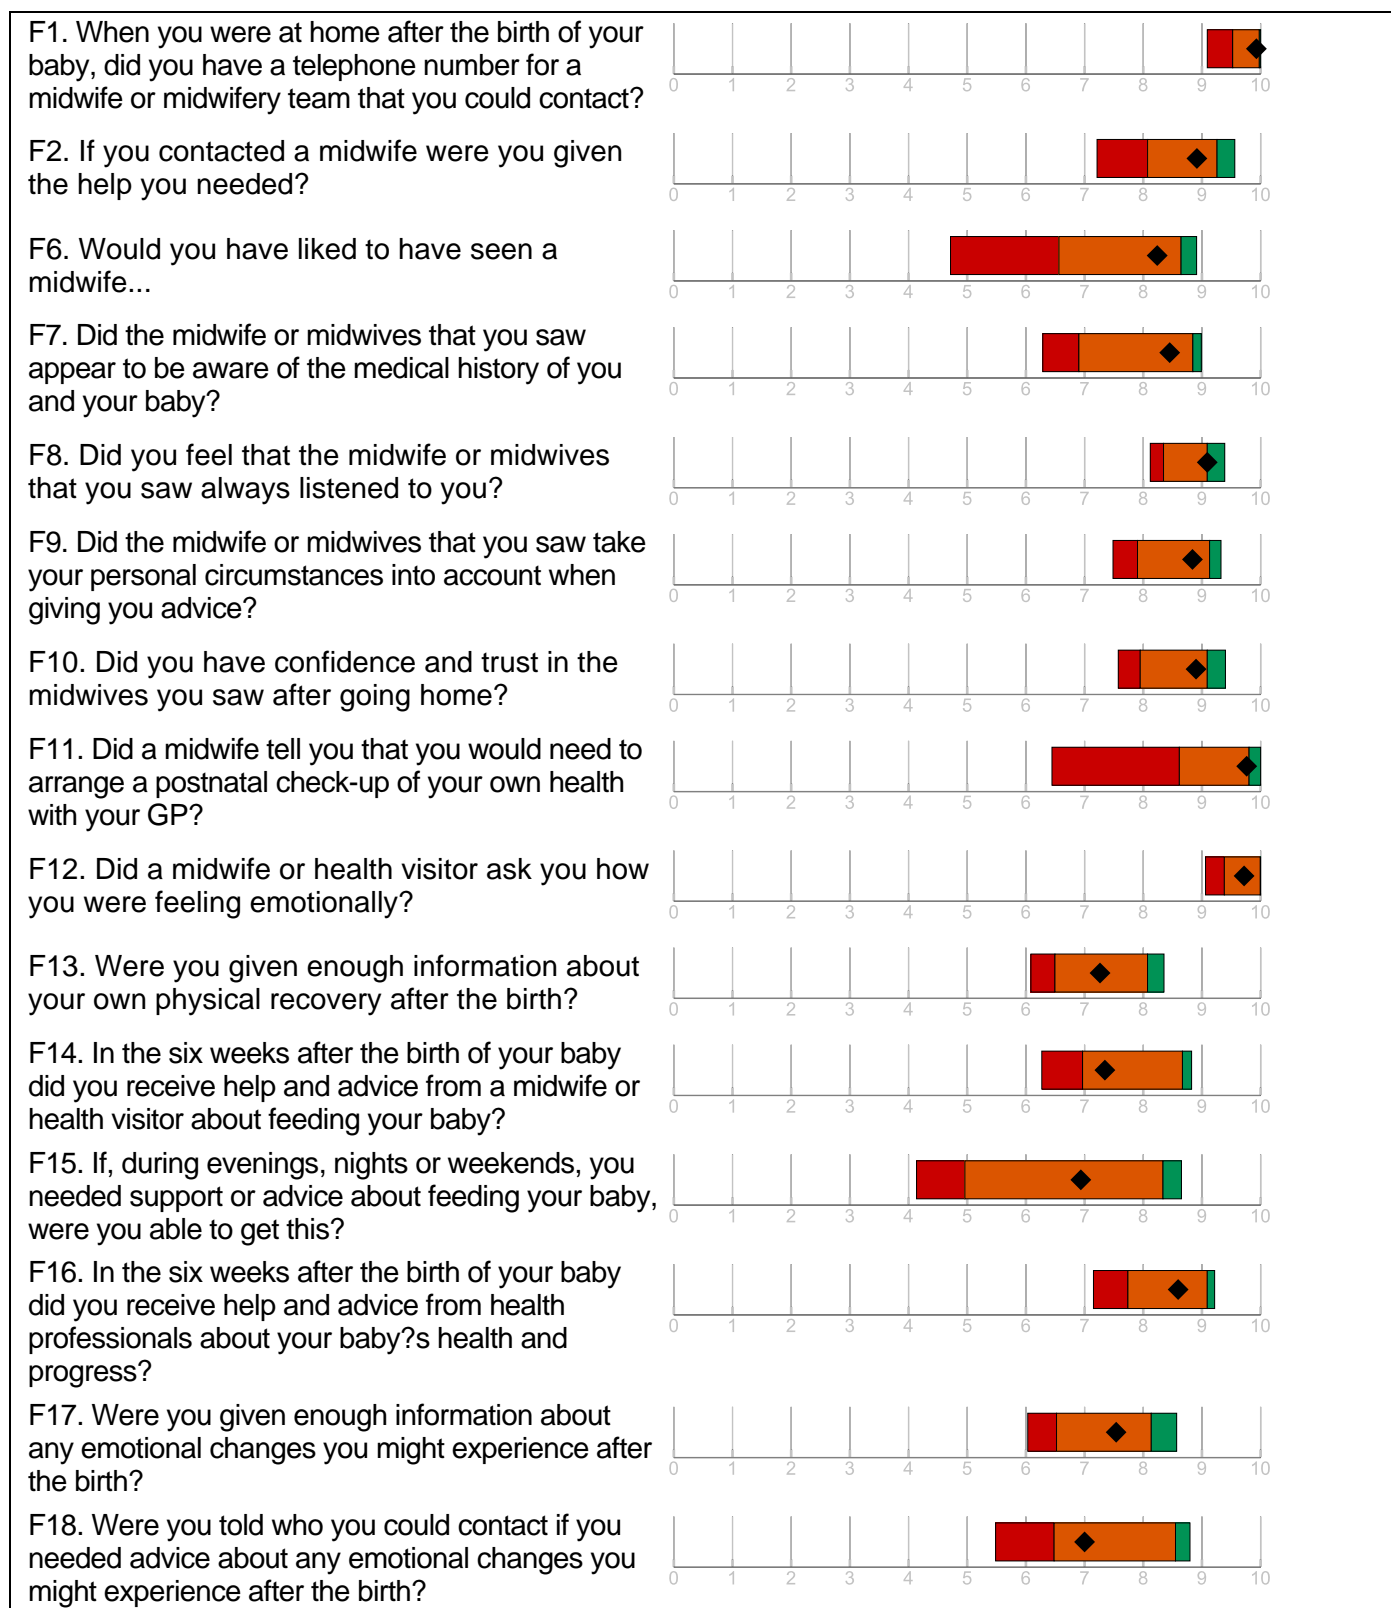 F1. When you were at home after the birth of your
baby, did you have a telephone number for a
midwife or midwifery team that you could contact?
0 1 2 3 4 5 6 7 8 9 10
F2. If you contacted a midwife were you given
the help you needed?
0 1 2 3 4 5 6 7 8 9 10
F6. Would you have liked to have seen a
midwife...
0 1 2 3 4 5 6 7 8 9 10
F7. Did the midwife or midwives that you saw
appear to be aware of the medical history of you
and your baby?
0 1 2 3 4 5 6 7 8 9 10
F8. Did you feel that the midwife or midwives
that you saw always listened to you?
0 1 2 3 4 5 6 7 8 9 10
F9. Did the midwife or midwives that you saw take
your personal circumstances into account when
giving you advice?
0 1 2 3 4 5 6 7 8 9 10
F10. Did you have confidence and trust in the
midwives you saw after going home?
0 1 2 3 4 5 6 7 8 9 10
F11. Did a midwife tell you that you would need to
arrange a postnatal check-up of your own health
with your GP?
0 1 2 3 4 5 6 7 8 9 10
F12. Did a midwife or health visitor ask you how
you were feeling emotionally?
0 1 2 3 4 5 6 7 8 9 10
F13. Were you given enough information about
your own physical recovery after the birth?
0 1 2 3 4 5 6 7 8 9 10
F14. In the six weeks after the birth of your baby
did you receive help and advice from a midwife or
health visitor about feeding your baby?
0 1 2 3 4 5 6 7 8 9 10
F15. If, during evenings, nights or weekends, you
needed support or advice about feeding your baby,
were you able to get this?
0 1 2 3 4 5 6 7 8 9 10
F16. In the six weeks after the birth of your baby
did you receive help and advice from health
professionals about your baby?s health and
progress?
0 1 2 3 4 5 6 7 8 9 10
F17. Were you given enough information about
any emotional changes you might experience after
the birth?
0 1 2 3 4 5 6 7 8 9 10
F18. Were you told who you could contact if you
needed advice about any emotional changes you
might experience after the birth?
0 1 2 3 4 5 6 7 8 9 10